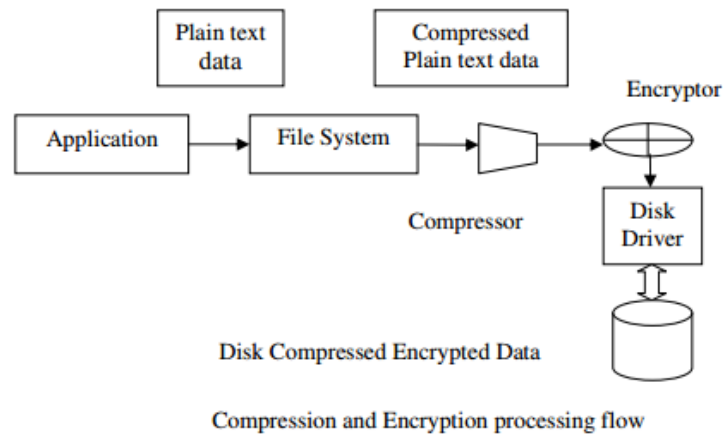 Plain text
data
Compressed
Plain text data
Encryptor
Application
File System
Compressor
Disk
Driver
Disk Compressed Encrypted Data
Compression and Encryption processing flow